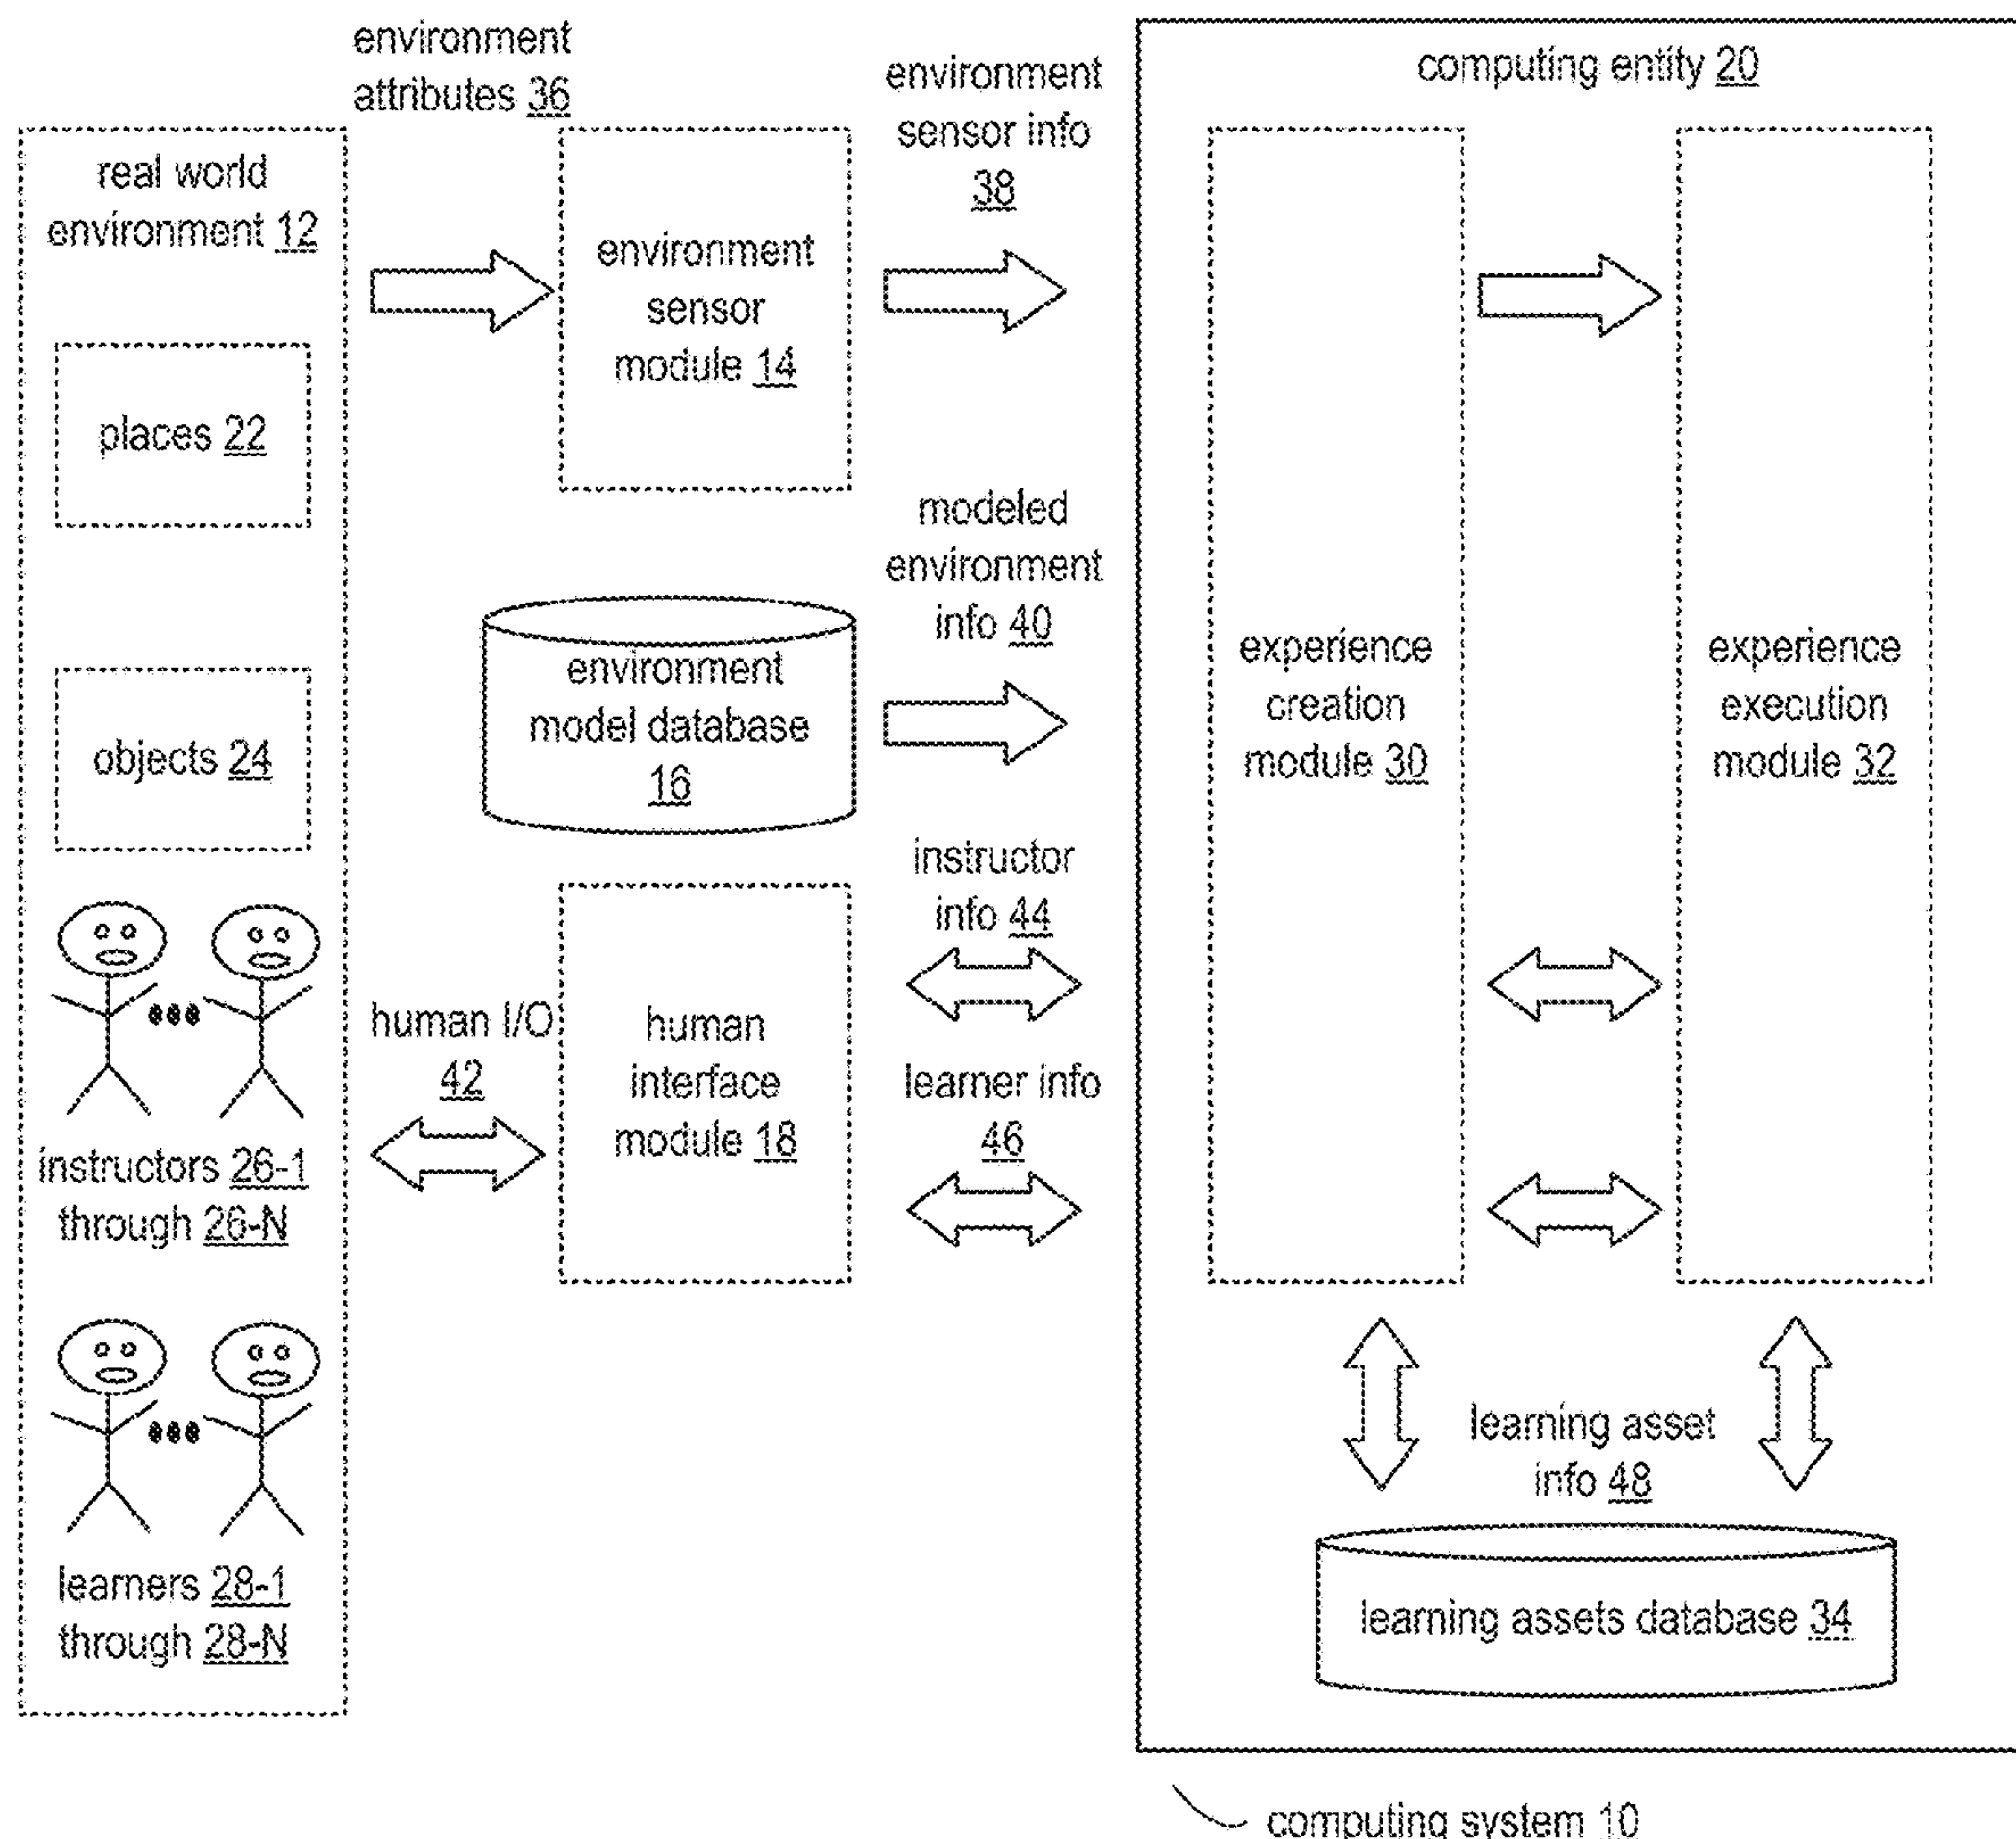 environment
attributes 36
environment
sensor info
38
computing entity 20
real world
environment 12
environment
sensor
module 14
places 22
modeled
environment
info 40
environment
model database
16
experience
creation
module 30
experience
execution
module 32
objects 24
instructor
info 44
human I/O
42
human
interface
module 18
learner info
46
instructors 26-1
through 26-N
learning asset
info 48
learners 28-1
through 28-N
learning assets database 34
computing system 10